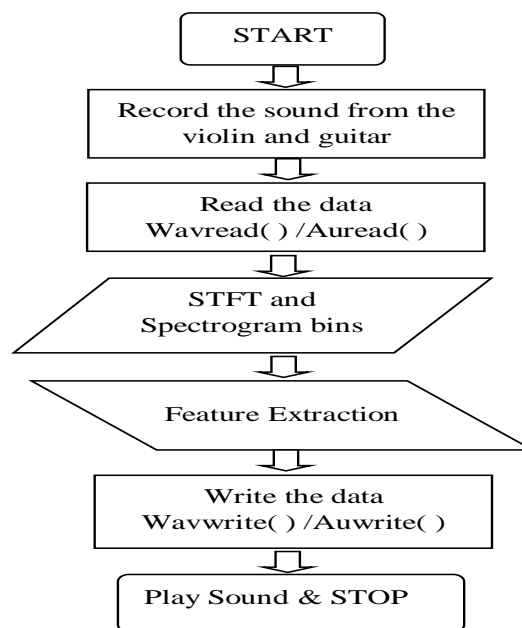 START
Record the sound from the
violin and guitar
Read the data
Wavread( ) /Auread( )
STFT and
Spectrogram bins
Feature Extraction
Write the data
Wavwrite( ) /Auwrite( )
Play Sound & STOP